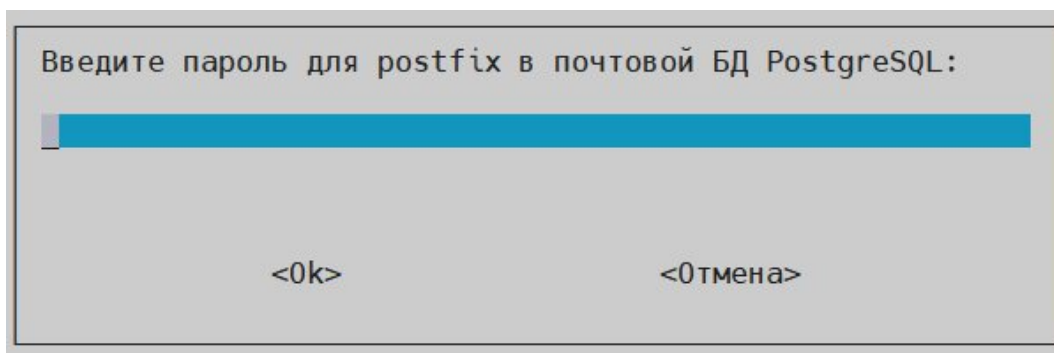 Введите пароль для postfix в почтовой БД PostgreSQL:
<Ok> <Отмена>